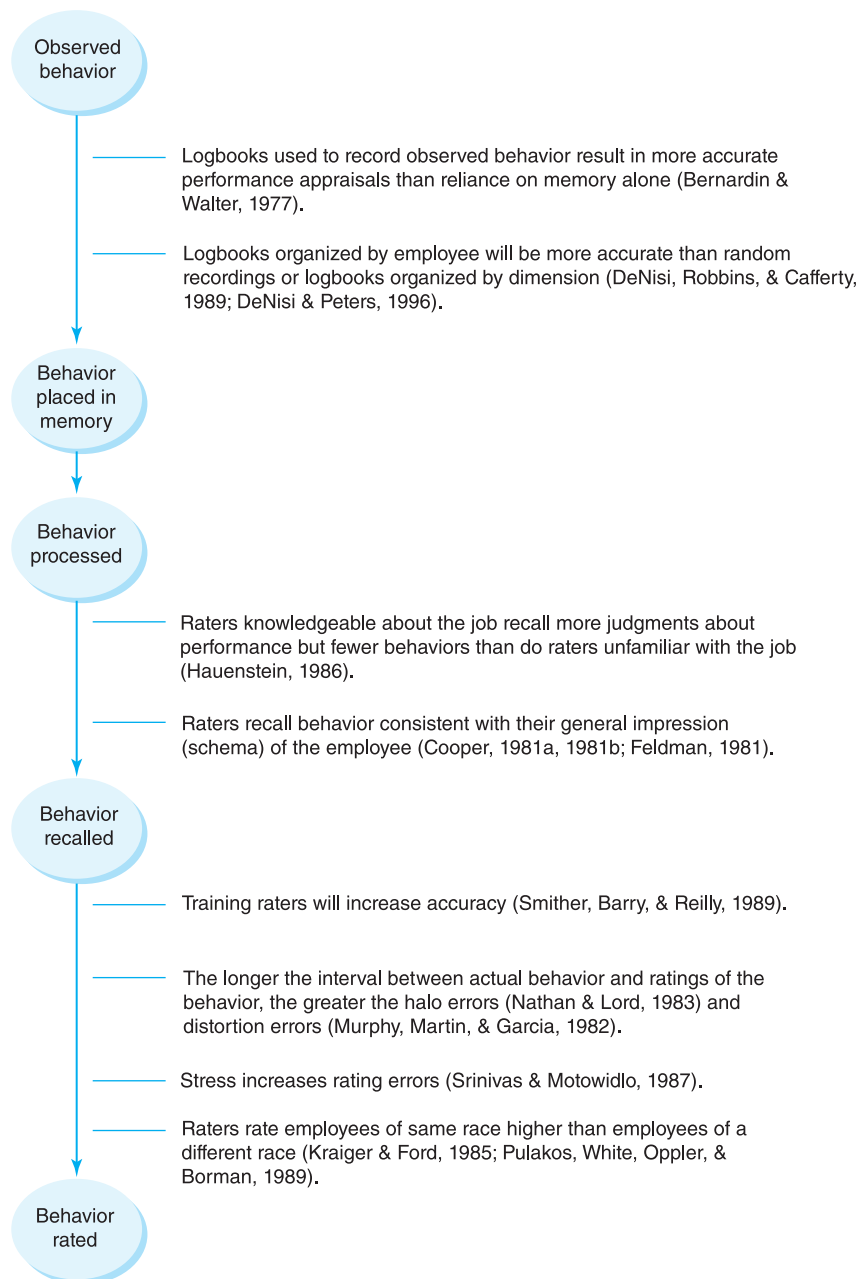 Observed
behavior
Logbooks used to record observed behavior result in more accurate
performance appraisals than reliance on memory alone (Bernardin &
Walter, 1977).
Logbooks organized by employee will be more accurate than random
recordings or logbooks organized by dimension (DeNisi, Robbins, & Cafferty,
1989; DeNisi & Peters, 1996).
Behavior
placed in
memory
Behavior
processed
Raters knowledgeable about the job recall more judgments about
performance but fewer behaviors than do raters unfamiliar with the job
(Hauenstein, 1986).
Raters recall behavior consistent with their general impression
(schema) of the employee (Cooper, 1981a, 1981b; Feldman, 1981).
Behavior
recalled
Training raters will increase accuracy (Smither, Barry, & Reilly, 1989).
The longer the interval between actual behavior and ratings of the
behavior, the greater the halo errors (Nathan & Lord, 1983) and
distortion errors (Murphy, Martin, & Garcia, 1982).
Stress increases rating errors (Srinivas & Motowidlo, 1987).
Raters rate employees of same race higher than employees of a
different race (Kraiger & Ford, 1985; Pulakos, White, Oppler, &
Borman, 1989).
Behavior
rated